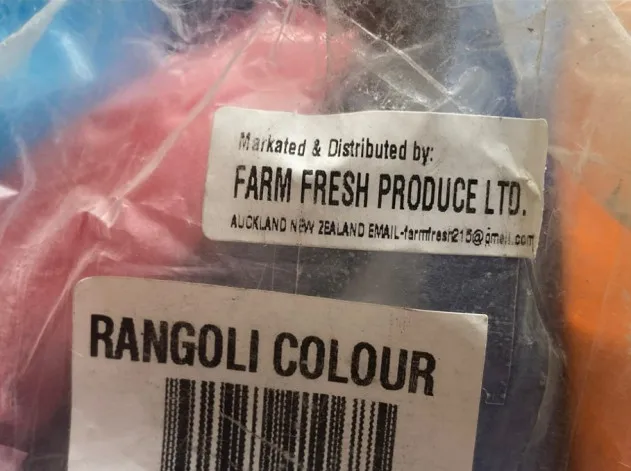 Markated & Distributed by:
FARM FRESH PRODUCE LTD.
AUCKLAND NEW ZEALAND EMAIL-farmfresh215@gmail.com
RANGOLI COLOUR